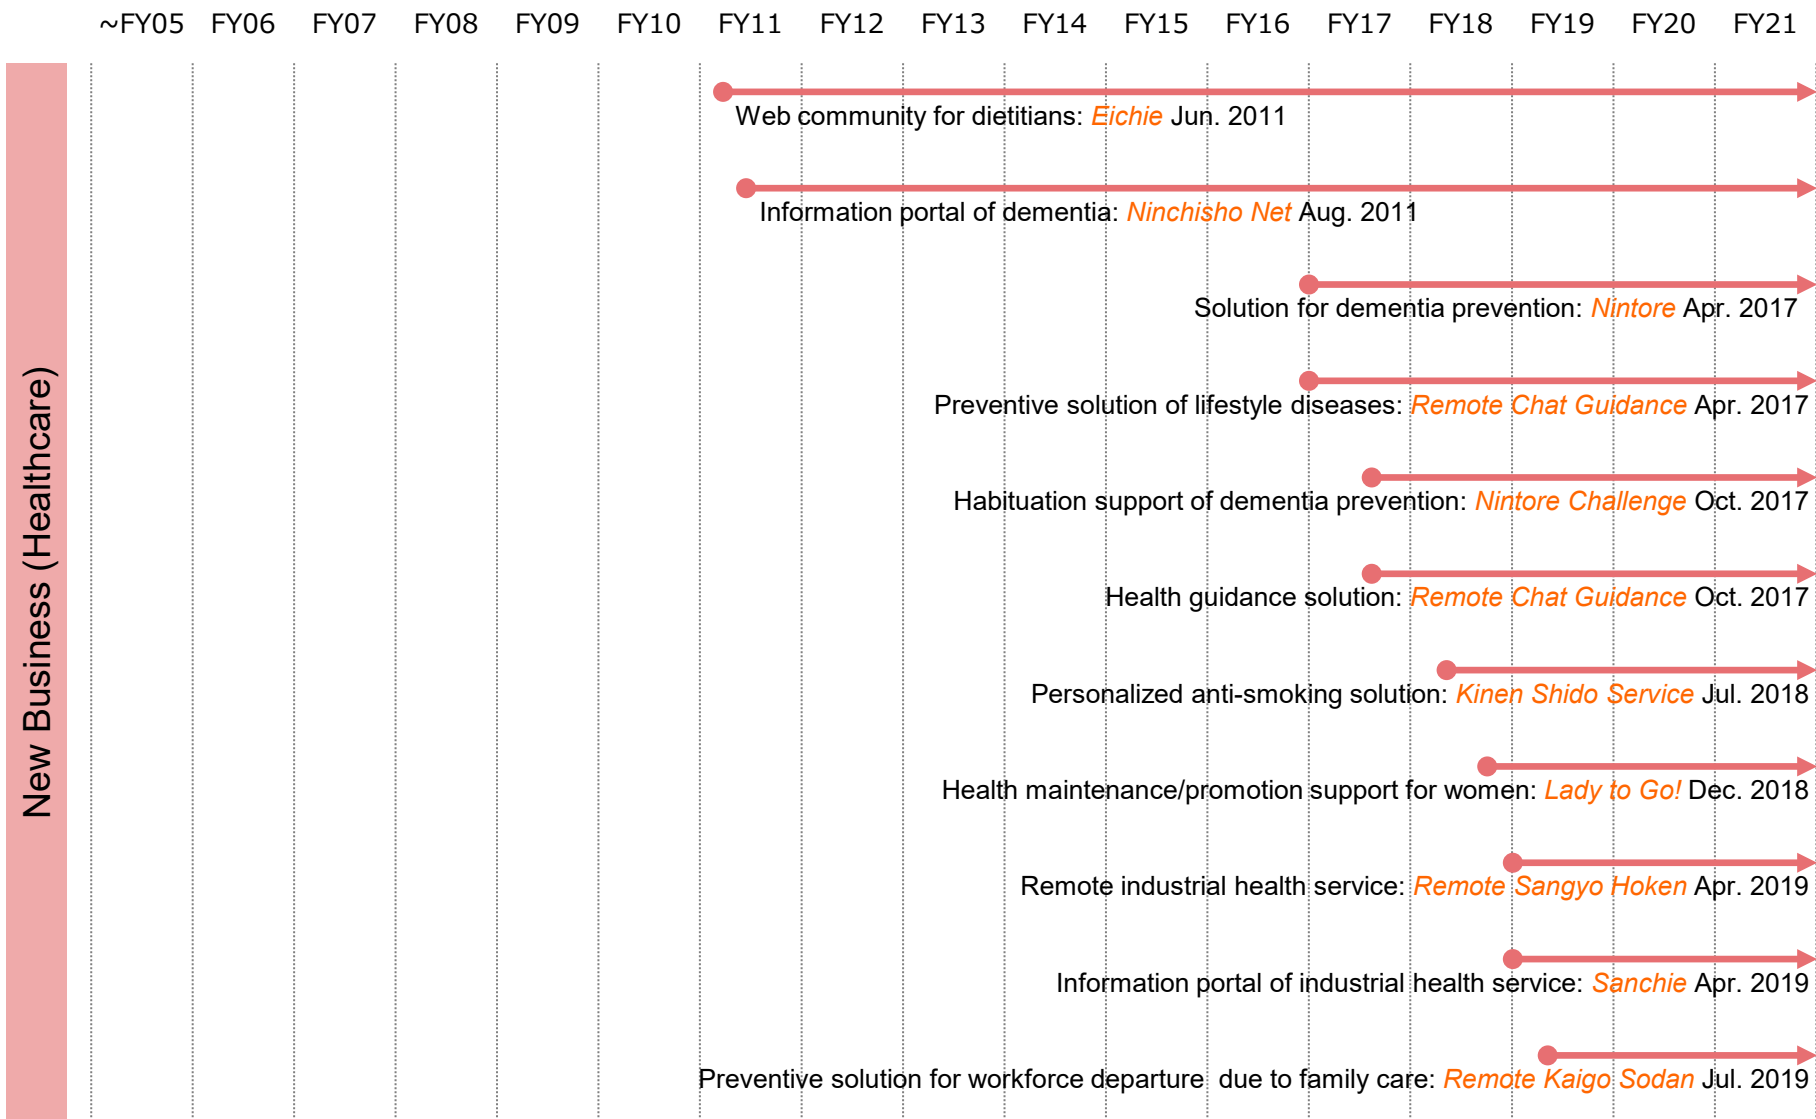 ~FY05 FY06 FY07 FY08 FY09 FY10 FY11 FY12 FY13 FY14 FY15 FY16 FY17 FY18 FY19 FY20 FY21
New Business (Healthcare)
Web community for dietitians: Eichie Jun. 2011
Information portal of dementia: Ninchisho Net Aug. 2011
Solution for dementia prevention: Nintore Apr. 2017
Preventive solution of lifestyle diseases: Remote Chat Guidance Apr. 2017
Habituation support of dementia prevention: Nintore Challenge Oct. 2017
Health guidance solution: Remote Chat Guidance Oct. 2017
Personalized anti-smoking solution: Kinen Shido Service Jul. 2018
Health maintenance/promotion support for women: Lady to Go! Dec. 2018
Remote industrial health service: Remote Sangyo Hoken Apr. 2019
Information portal of industrial health service: Sanchie Apr. 2019
Preventive solution for workforce departure due to family care: Remote Kaigo Sodan Jul. 2019